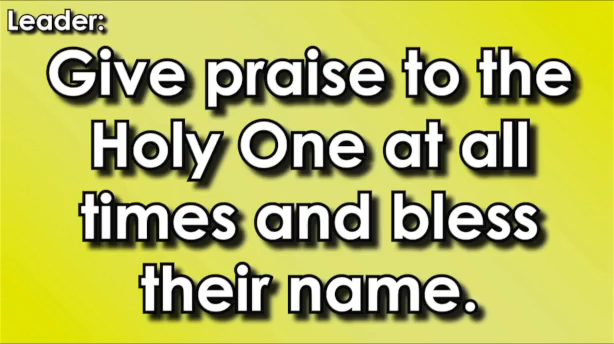 Leader:
Give praise to the
Holy One at all
times and bless
their name.